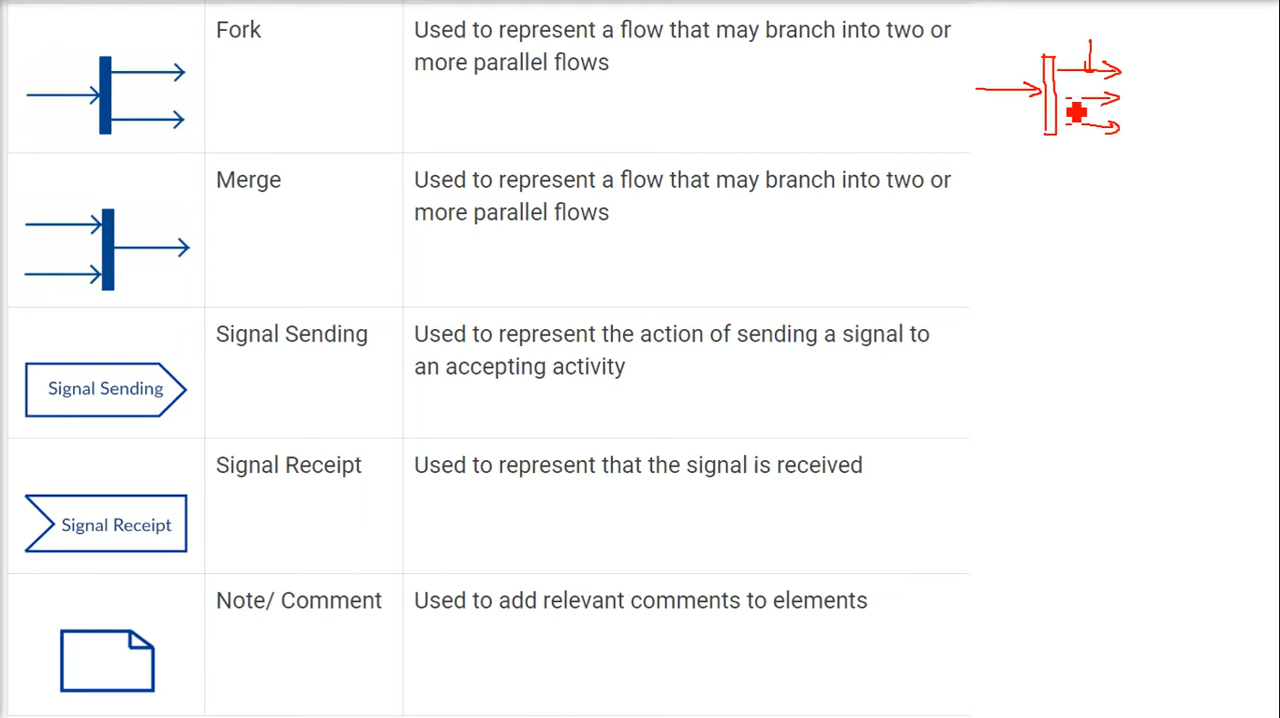 Fork
Used to represent a flow that may branch into two or
more parallel flows
Merge
Used to represent a flow that may branch into two or
more parallel flows
Signal Sending
Signal Sending
Used to represent the action of sending a signal to
an accepting activity
Signal Receipt
Signal Receipt
Used to represent that the signal is received
Note/ Comment
Used to add relevant comments to elements